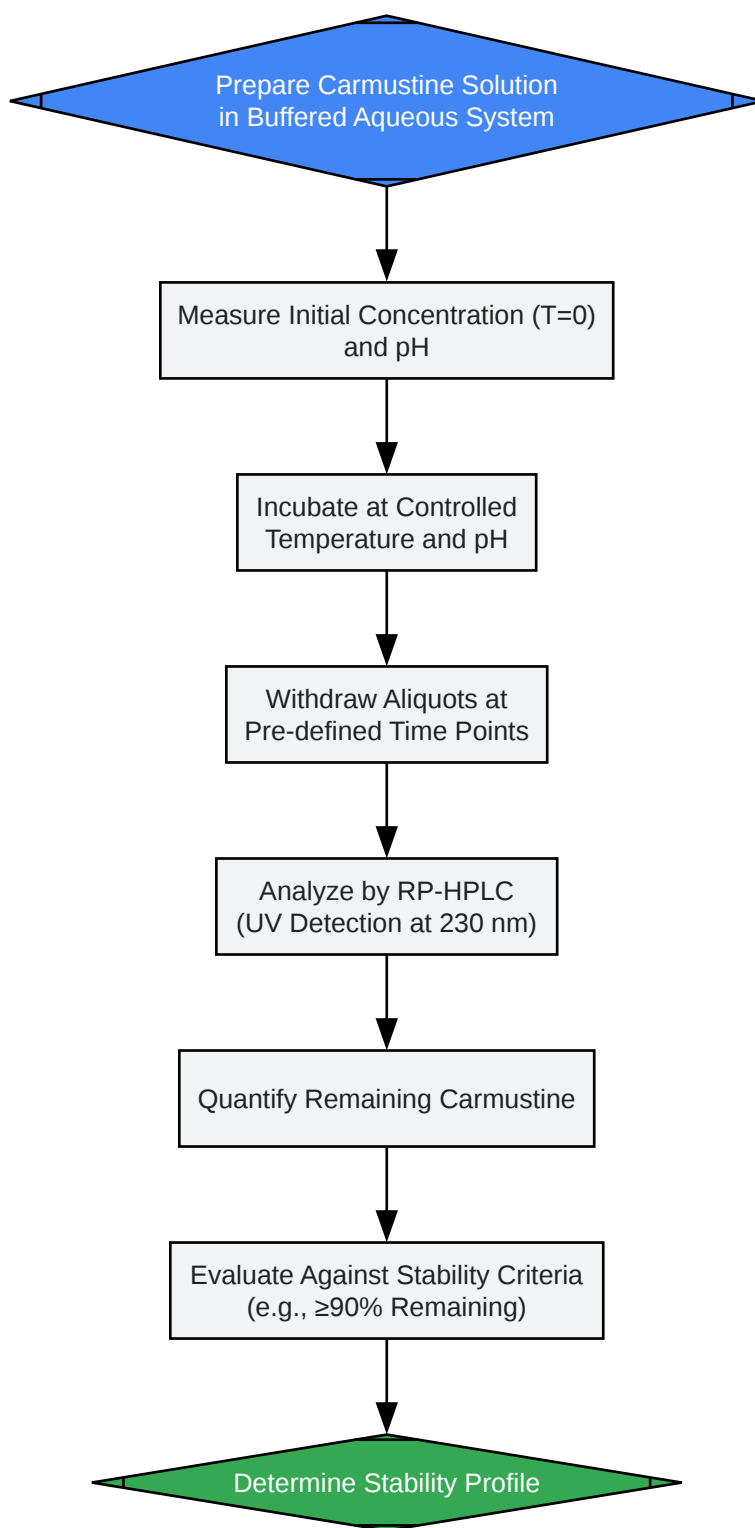 Prepare Carmustine Solution
in Buffered Aqueous System
Measure Initial Concentration (T=0)
and pH
Incubate at Controlled
Temperature and pH
Withdraw Aliquots at
Pre-defined Time Points
Analyze by RP-HPLC
(UV Detection at 230 nm)
Quantify Remaining Carmustine
Evaluate Against Stability Criteria
(e.g., ≥90% Remaining)
Determine Stability Profile